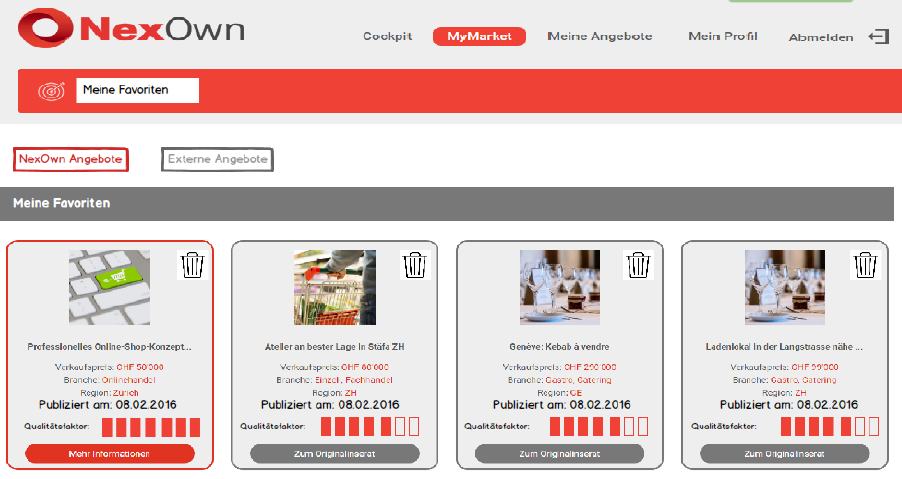 NexOwn
Cockpit MyMarket Meine Angebote Mein Profil Abmelden
Meine Favoriten
NexOwn Angebote Externe Angebote
Meine Favoriten
Professionelles Online-Shop-Konzept...
Verkaufspreis: CHF 50'000
Branche: Onlinehandel
Region: Zürich
Publiziert am: 08.02.2016
Qualitätsfaktor:
Mehr Informationen
Atelier an bester Lage in Stäfa ZH
Verkaufspreis: CHF 80'000
Branche: Einzel-, Fachhandel
Region: ZH
Publiziert am: 08.02.2016
Qualitätsfaktor:
Zum Originalinserat
Genève: Kebab à vendre
Verkaufspreis: CHF 290'000
Branche: Gastro, Catering
Region: GE
Publiziert am: 08.02.2016
Qualitätsfaktor:
Zum Originalinserat
Ladenlokal in der Langstrasse nähe ...
Verkaufspreis: CHF 99'000
Branche: Gastro, Catering
Region: ZH
Publiziert am: 08.02.2016
Qualitätsfaktor:
Zum Originalinserat